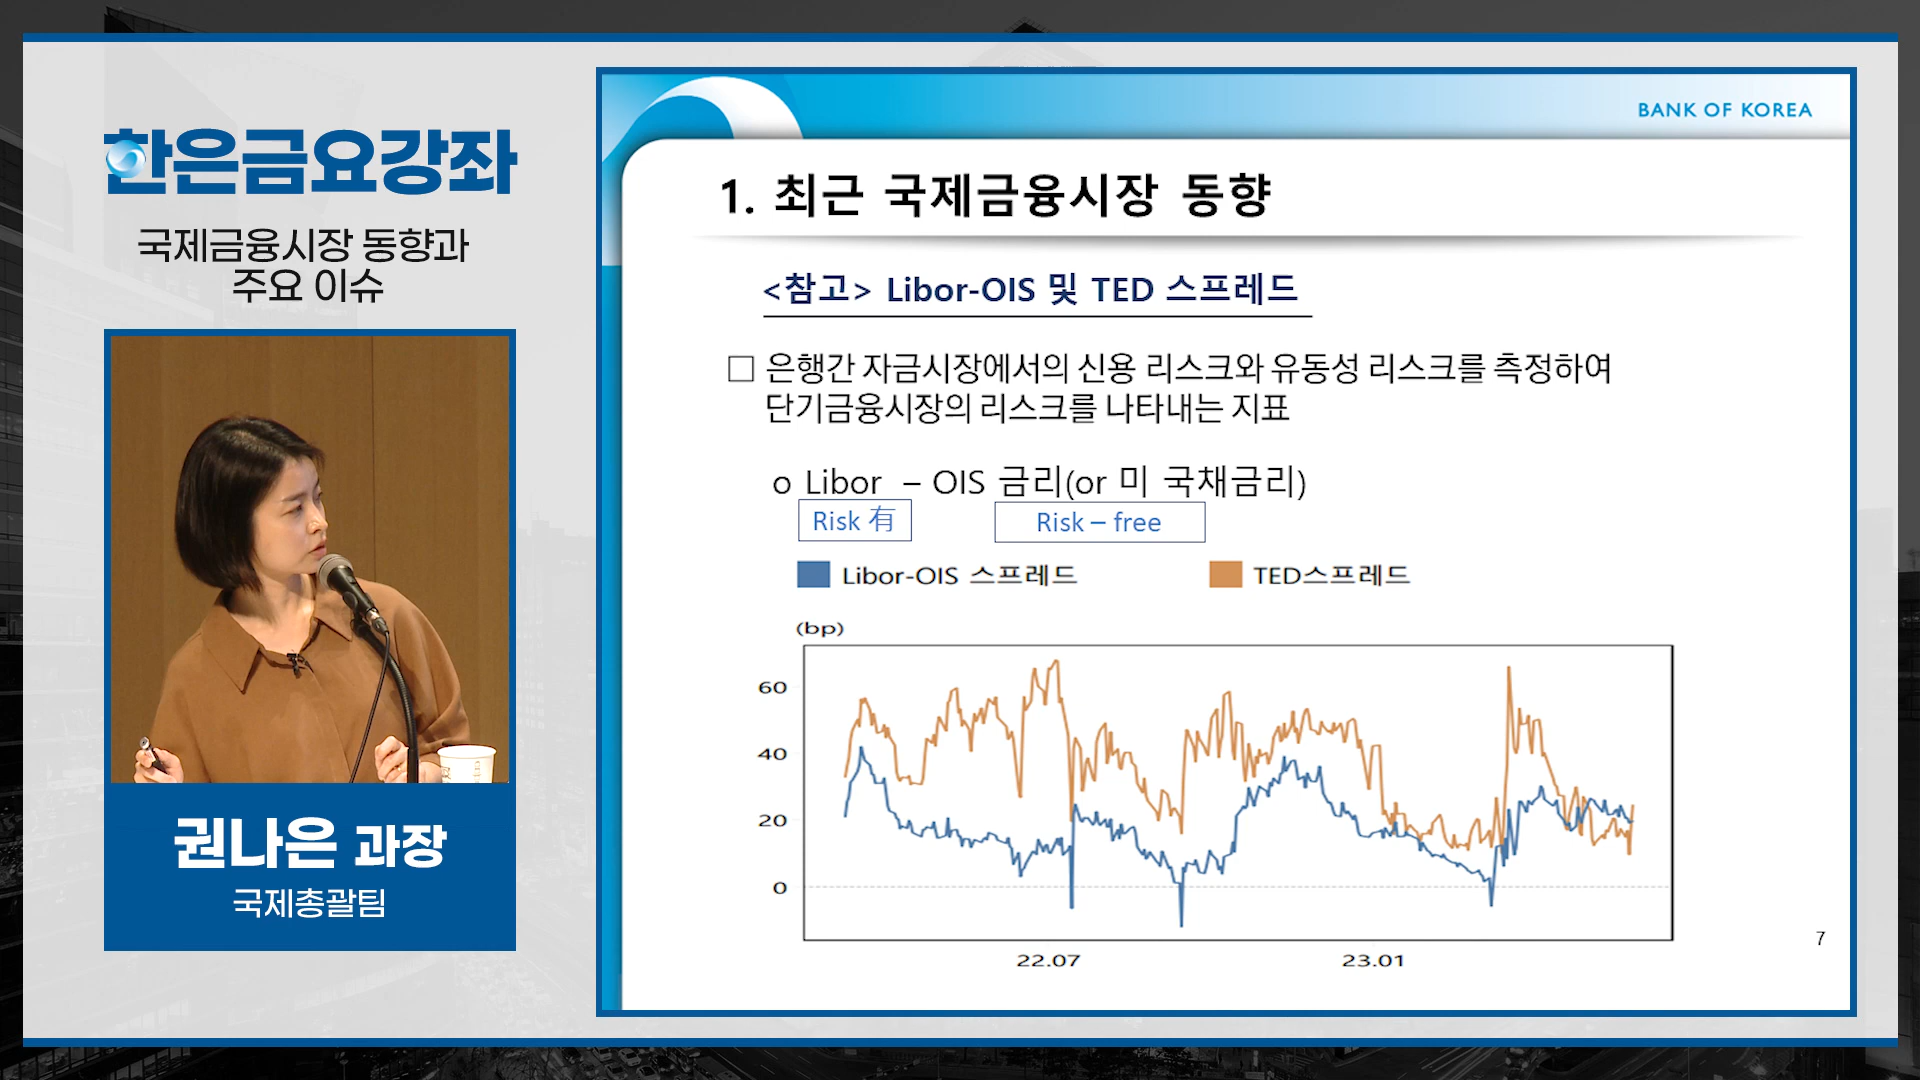 한은금요강좌
국제금융시장 동향과
주요 이슈
권나은 과장
국제총괄팀
BANK OF KOREA
1. 최근 국제금융시장 동향
<참고> Libor-OIS 및 TED 스프레드
□ 은행간 자금시장에서의 신용 리스크와 유동성 리스크를 측정하여
단기금융시장의 리스크를 나타내는 지표
o Libor – OIS 금리(or 미 국채금리)
Risk 有
Risk – free
Libor-OIS 스프레드
TED스프레드
(bp)
60
40
20
0
22.07
23.01
7